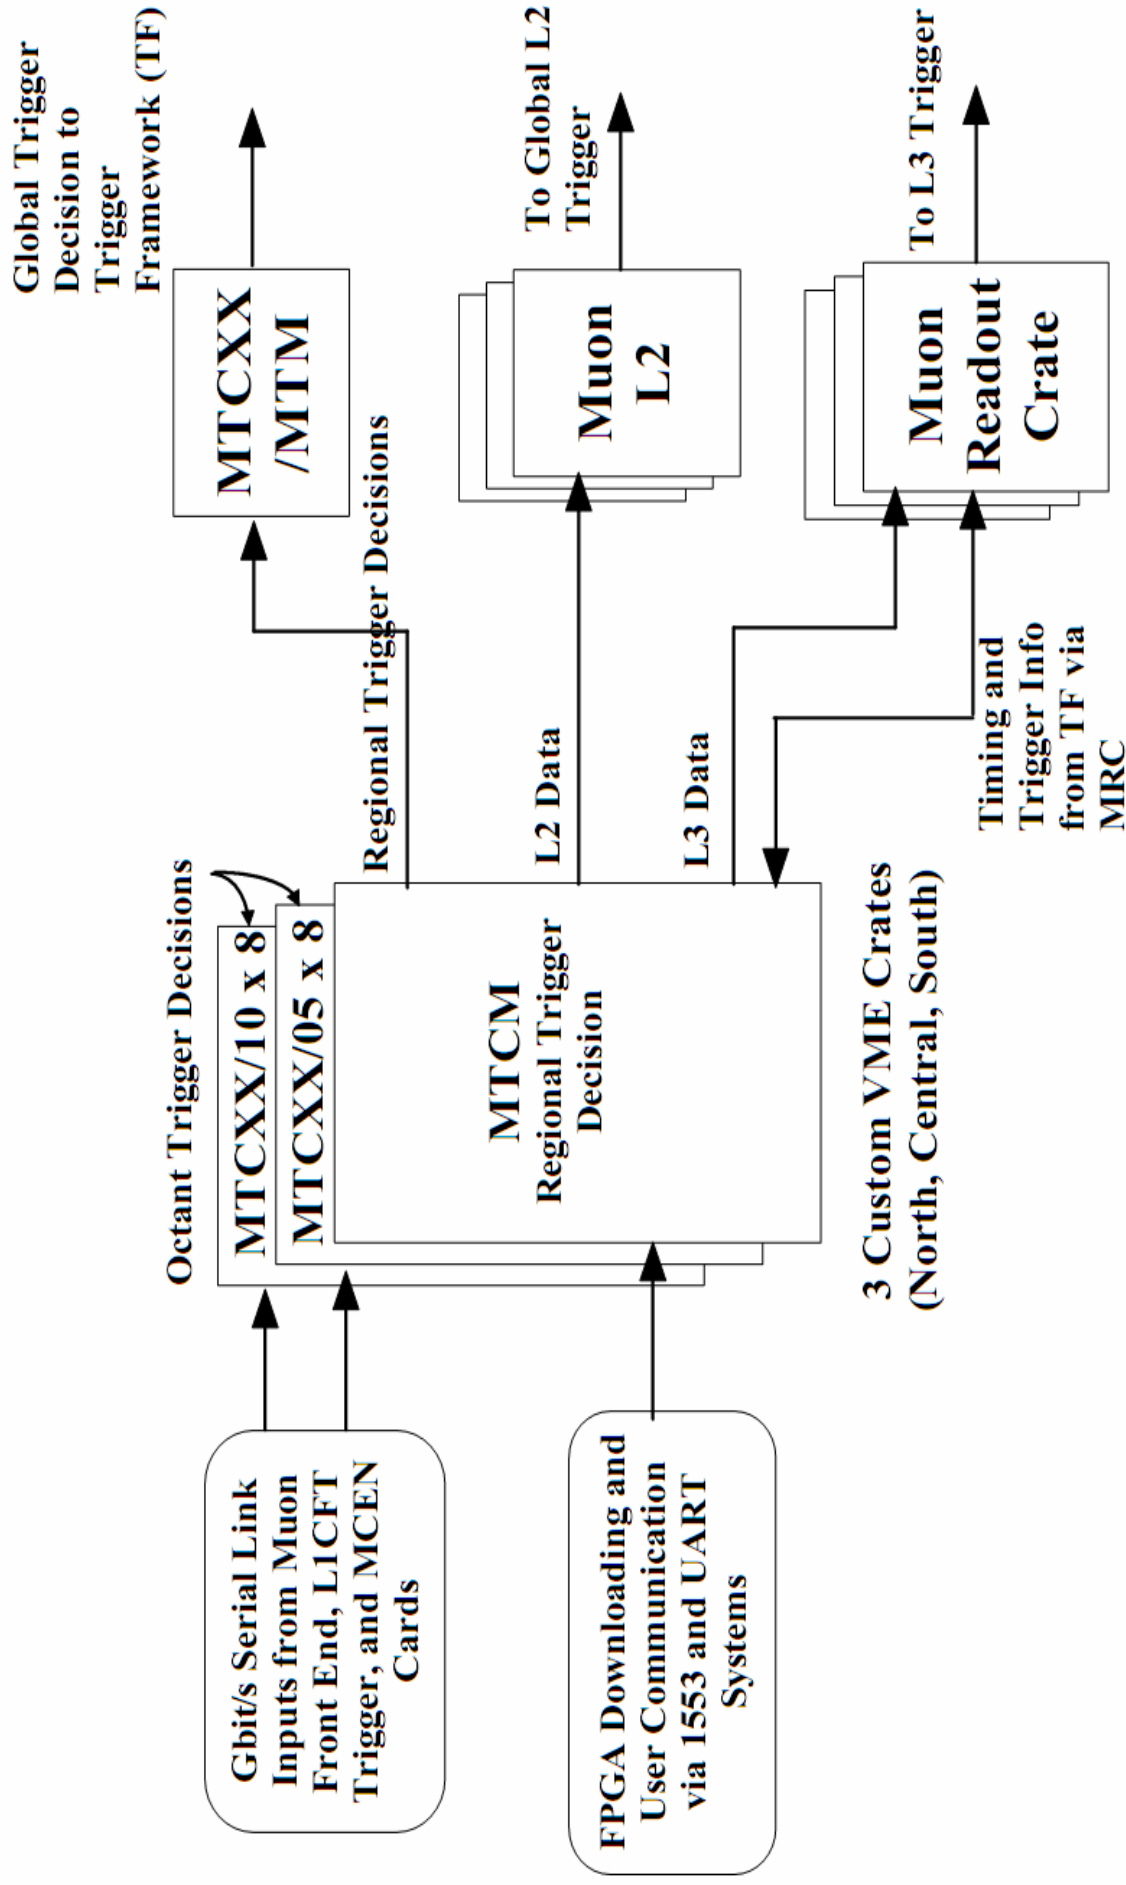 Gbit/s Serial Link
Inputs from Muon
Front End, L1CFT
Trigger, and MCEN
Cards
FPGA Downloading and
User Communication
via 1553 and UART
Systems
Octant Trigger Decisions
MTCXX/10 x 8
MTCXX/05 x 8
MTCM
Regional Trigger
Decision
3 Custom VME Crates
(North, Central, South)
Regional Trigger Decisions
L2 Data
L3 Data
Timing and
Trigger Info
from TF via
MRC
MTCXX
/MTM
Muon
L2
Muon
Readout
Crate
Global Trigger
Decision to
Trigger
Framework (TF)
To Global L2
Trigger
To L3 Trigger